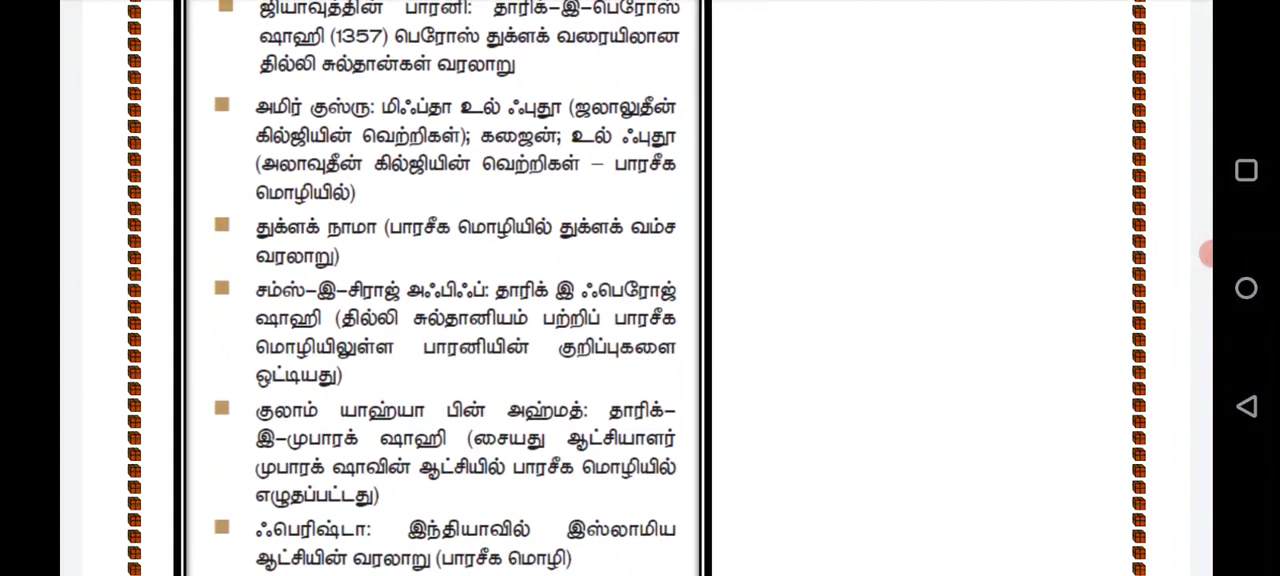 ஜியாவுத்தின் பாரனி: தாரிக்–இ–பெரோஸ்
ஷாஹி (1357) பெரோஸ் துக்ளக் வரையிலான
தில்லி சுல்தான்கள் வரலாறு
அமிர் குஸ்ரு: மிஃப்தா உல் ஃபுதூ (ஜலாலுதீன்
கில்ஜியின் வெற்றிகள்); கஜைன்; உல் ஃபுதூ
(அலாவுதீன் கில்ஜியின் வெற்றிகள் – பாரசீக
மொழியில்)
துக்ளக் நாமா (பாரசீக மொழியில் துக்ளக் வம்ச
வரலாறு)
சம்ஸ்–இ–சிராஜ் அஃபிஃப்: தாரிக் இ ஃபெரோஜ்
ஷாஹி (தில்லி சுல்தானியம் பற்றிப் பாரசீக
மொழியிலுள்ள பாரனியின் குறிப்புகளை
ஒட்டியது)
குலாம் யாஹ்யா பின் அஹ்மத்: தாரிக்–
இ–முபாரக் ஷாஹி (சையது ஆட்சியாளர்
முபாரக் ஷாவின் ஆட்சியில் பாரசீக மொழியில்
எழுதப்பட்டது)
ஃபெரிஷ்டா: இந்தியாவில் இஸ்லாமிய
ஆட்சியின் வரலாறு (பாரசீக மொழி)